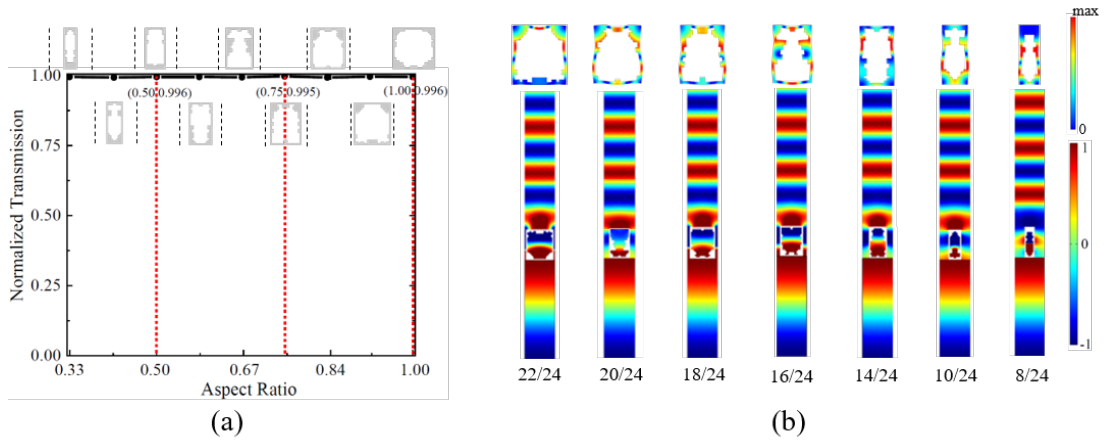 1.00
0.75
0.50
0.25
0.00
Normalized Transmission
(0.50,0.996)
(0.75,0.995)
(1.00,0.996)
0.33 0.50 0.67 0.84 1.00
Aspect Ratio
(a)
max
0
1
0
-1
22/24 20/24 18/24 16/24 14/24 10/24 8/24
(b)